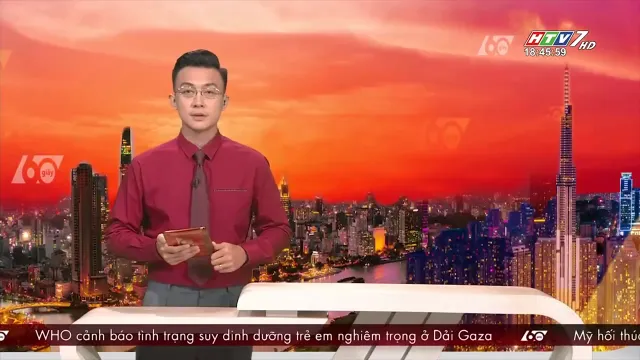 HTV7 HD
18:45:59
60 giây
WHO cảnh báo tình trạng suy dinh dưỡng trẻ em nghiêm trọng ở Dải Gaza 60 Mỹ hối thúc